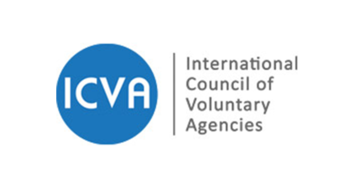 ICVA
International
Council of
Voluntary
Agencies